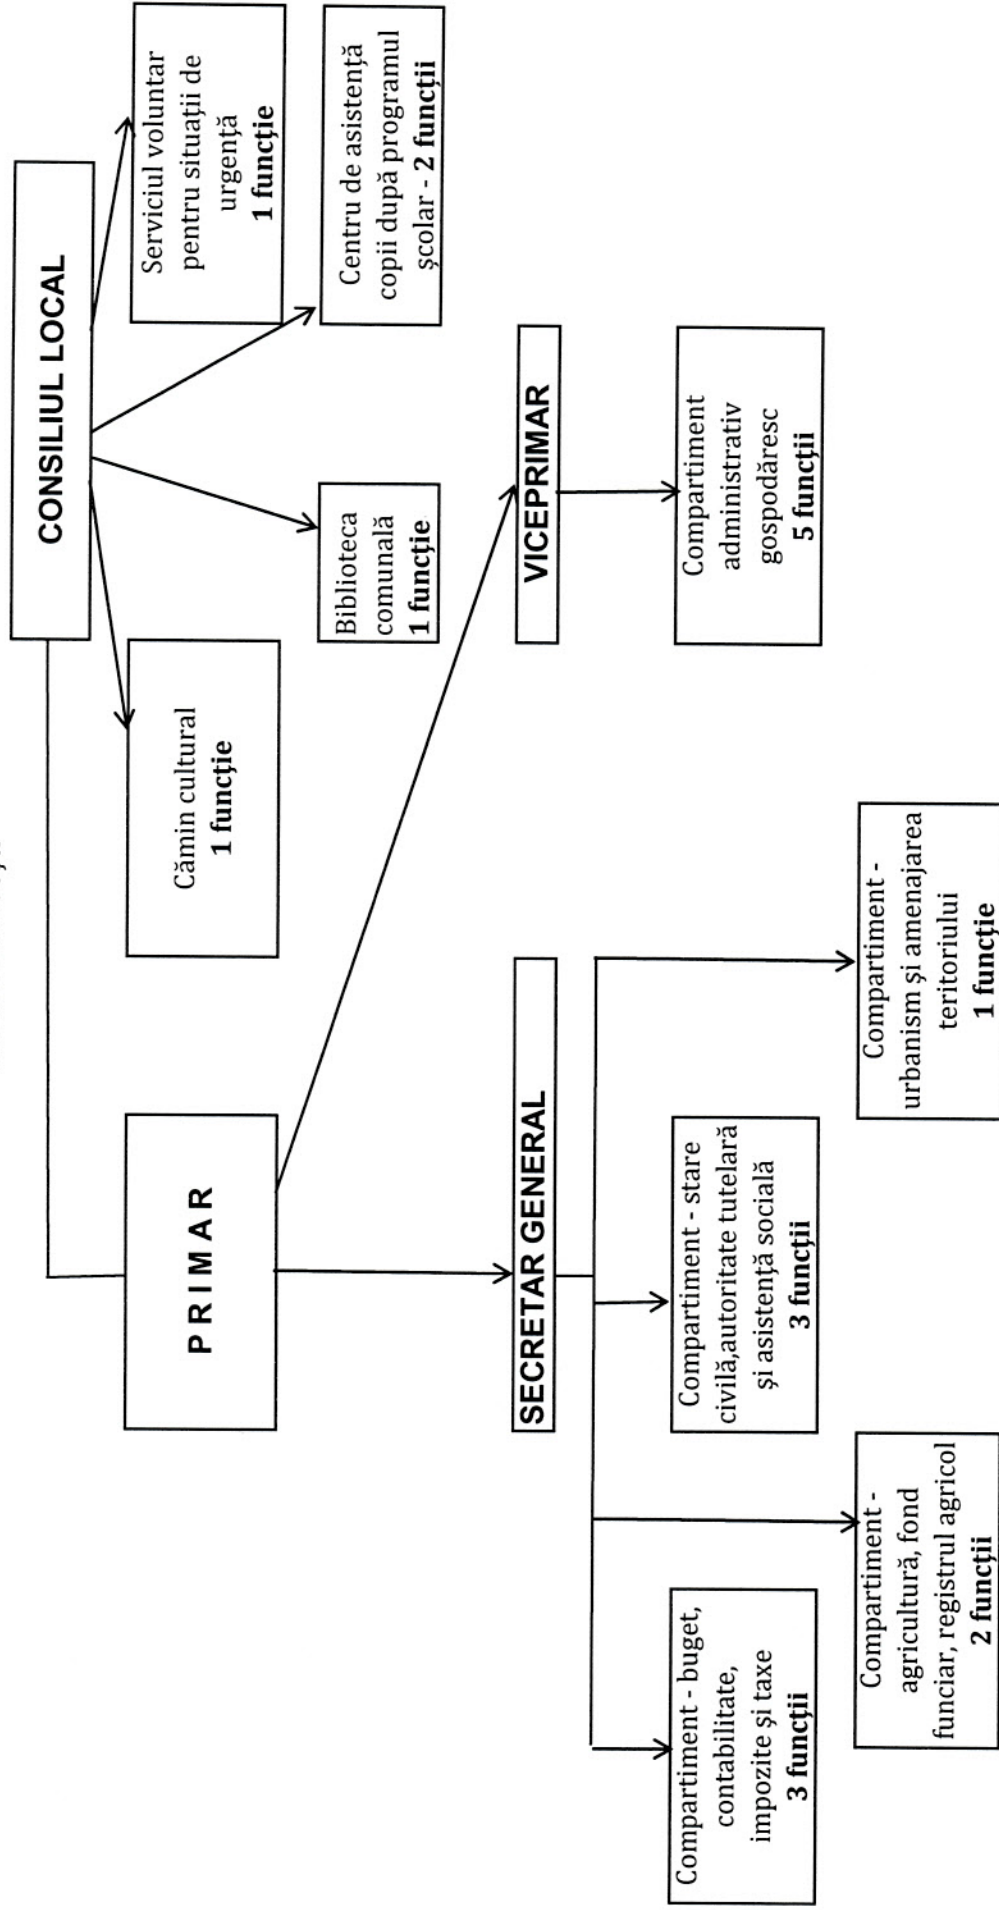 CONSILIUL LOCAL
PRIMAR
Cămin cultural
1 funcție
Serviciul voluntar
pentru situații de
urgență
1 funcție
Biblioteca
comunală
1 funcție
Centru de asistență
copii după programul
școlar - 2 funcții
SECRETAR GENERAL
VICEPRIMAR
Compartiment - buget,
contabilitate,
impozite și taxe
3 funcții
Compartiment - stare
civilă,autoritate tutelară
și asistență socială
3 funcții
Compartiment
administrativ
gospodăresc
5 funcții
Compartiment -
agricultură, fond
funciar, registrul agricol
2 funcții
Compartiment -
urbanism și amenajarea
teritoriului
1 funcție